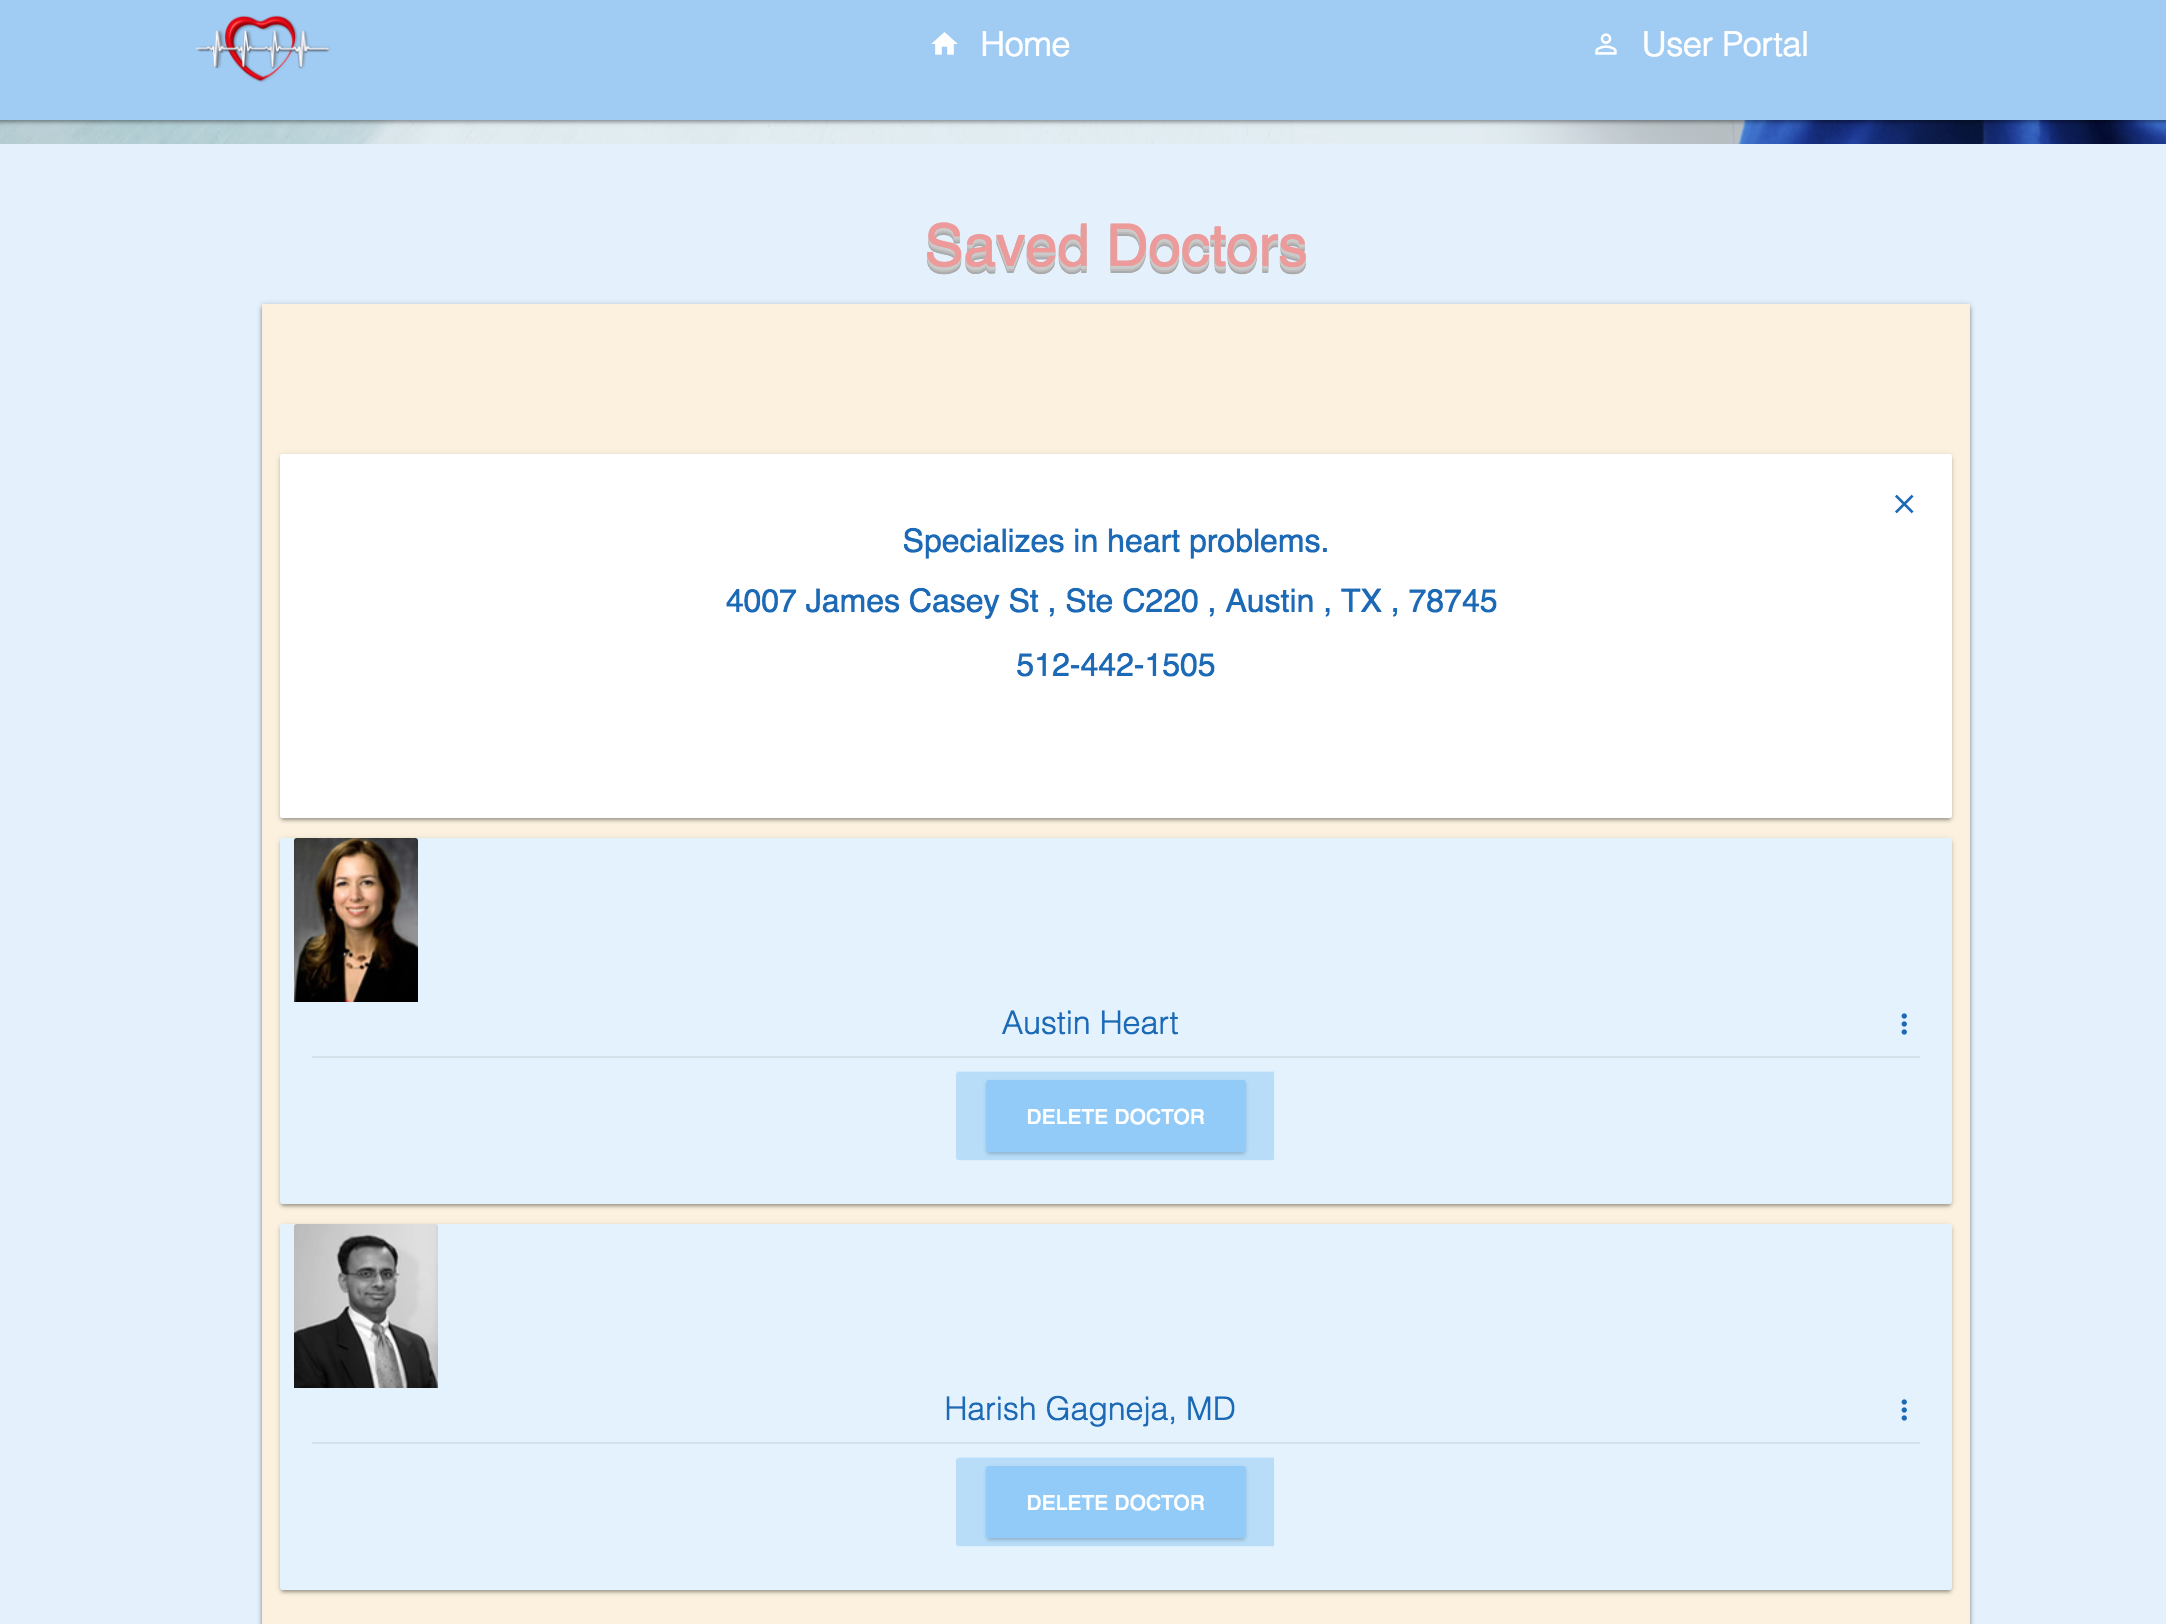 Home
User Portal
Saved Doctors
Specializes in heart problems.
4007 James Casey St , Ste C220 , Austin , TX , 78745
512-442-1505
Austin Heart
DELETE DOCTOR
Harish Gagneja, MD
DELETE DOCTOR